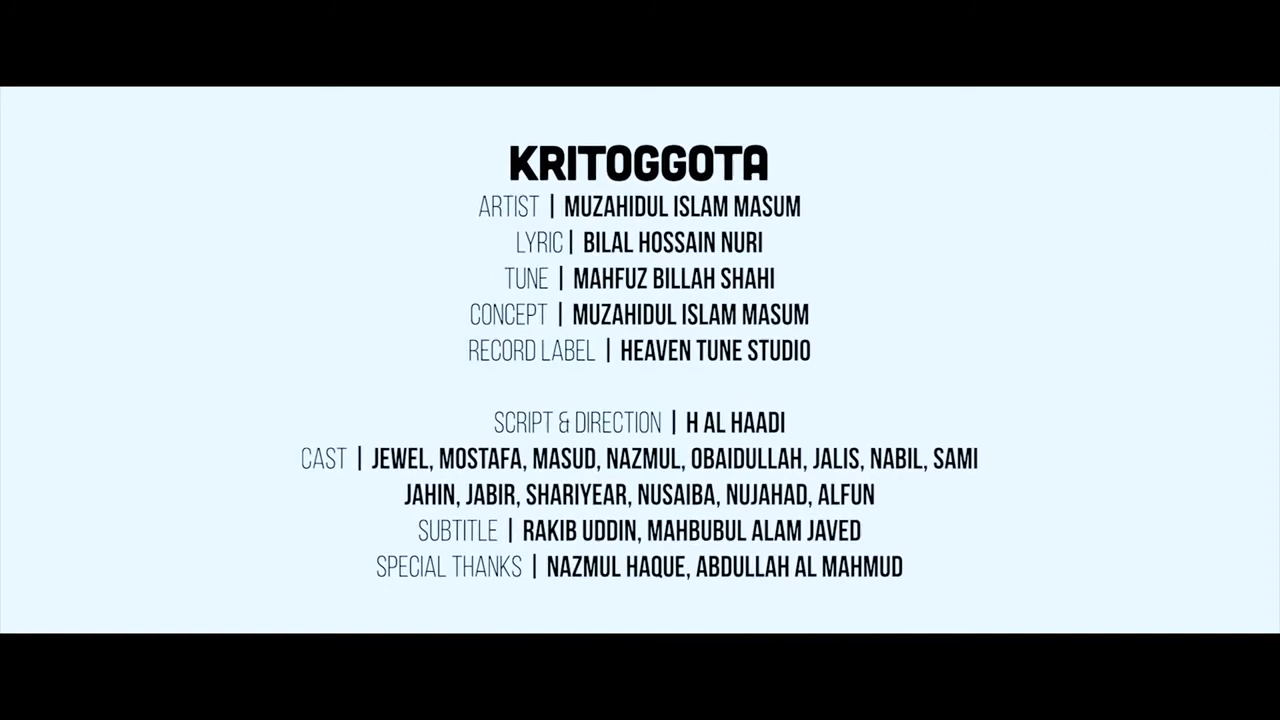 KRITOGGOTA
ARTIST | MUZAHIDUL ISLAM MASUM
LYRIC | BILAL HOSSAIN NURI
TUNE | MAHFUZ BILLAH SHAHI
CONCEPT | MUZAHIDUL ISLAM MASUM
RECORD LABEL | HEAVEN TUNE STUDIO
SCRIPT & DIRECTION | H AL HAADI
CAST | JEWEL, MOSTAFA, MASUD, NAZMUL, OBAIDULLAH, JALIS, NABIL, SAMI
JAHIN, JABIR, SHARIYEAR, NUSAIBA, NUJAHAD, ALFUN
SUBTITLE | RAKIB UDDIN, MAHBUBUL ALAM JAVED
SPECIAL THANKS | NAZMUL HAQUE, ABDULLAH AL MAHMUD